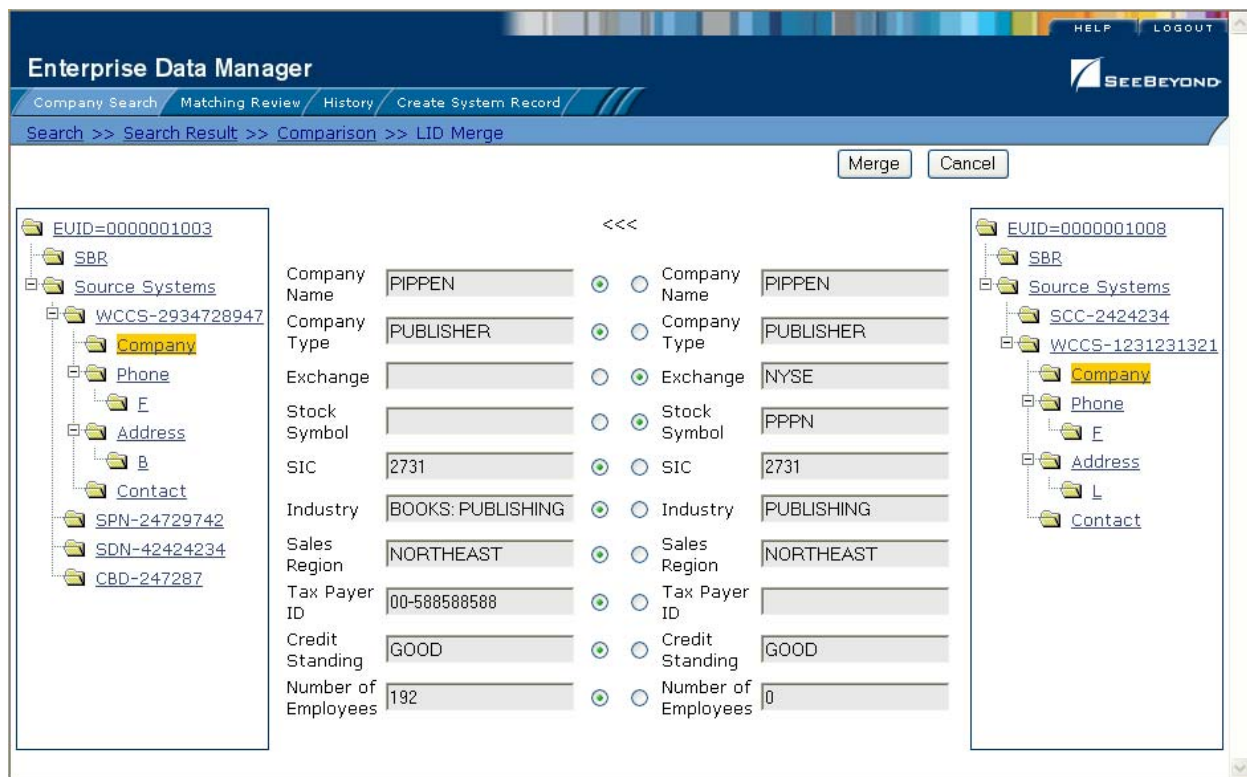 HELP LOGOUT
Enterprise Data Manager
SEEBEYOND
Company Search Matching Review History Create System Record
Search >> Search Result >> Comparison >> LID Merge
Merge Cancel
EUID=0000001003
SBR
Source Systems
WCCS-2934728947
Company
Phone
F
Address
B
Contact
SPN-24729742
SDN-42424234
CBD-247287
<<<
Company Name PIPPEN Company Name PIPPEN
Company Type PUBLISHER Company Type PUBLISHER
Exchange Exchange NYSE
Stock Symbol Stock Symbol PPPN
SIC 2731 SIC 2731
Industry BOOKS: PUBLISHING Industry PUBLISHING
Sales Region NORTHEAST Sales Region NORTHEAST
Tax Payer ID 00-588588588 Tax Payer ID
Credit Standing GOOD Credit Standing GOOD
Number of Employees 192 Number of Employees 0
EUID=0000001008
SBR
Source Systems
SCC-2424234
WCCS-1231231321
Company
Phone
F
Address
L
Contact